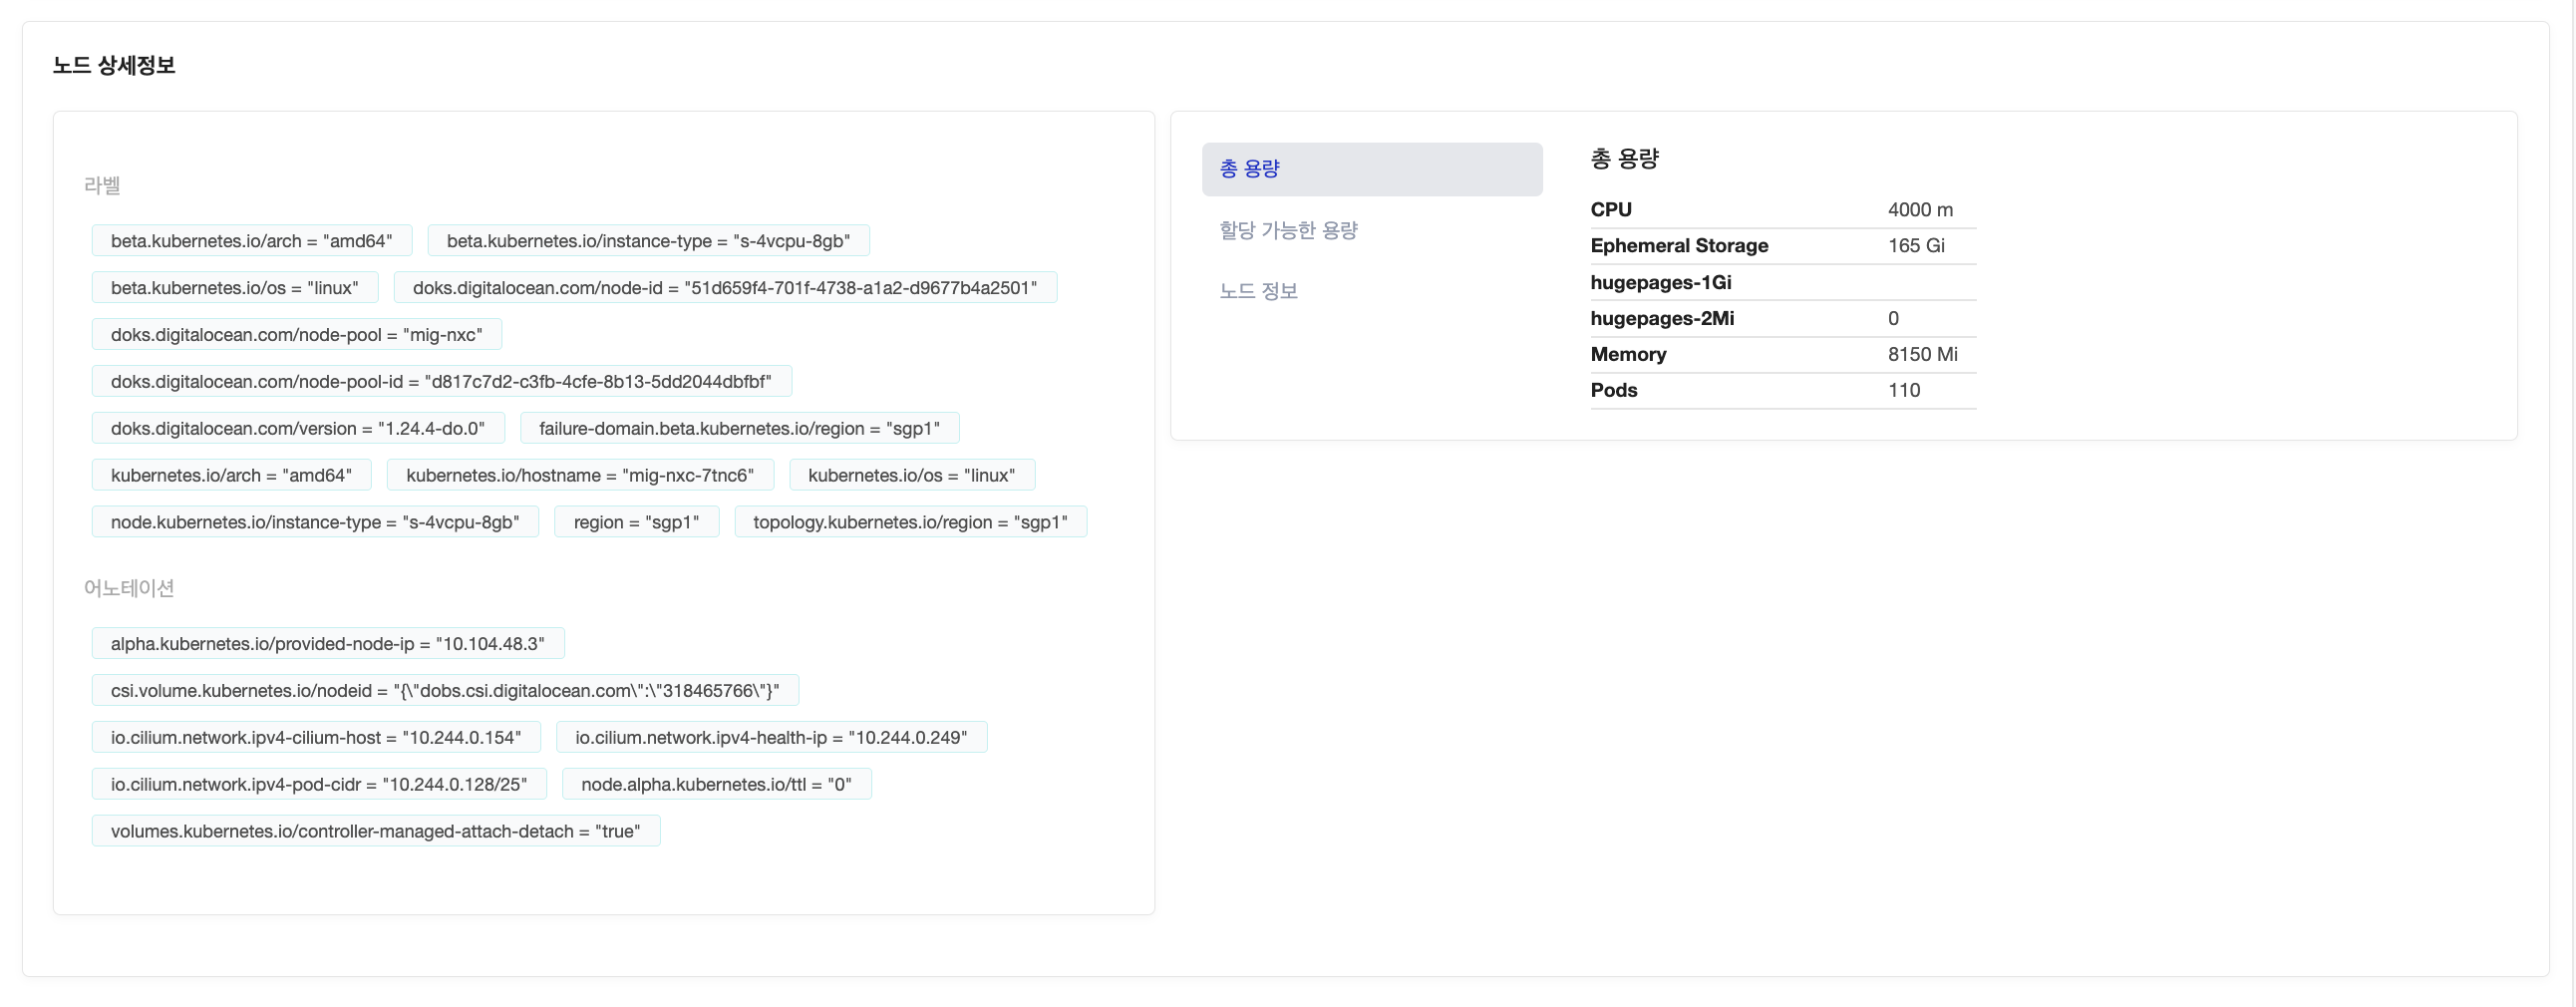 노드 상세정보
라벨
beta.kubernetes.io/arch = "amd64" beta.kubernetes.io/instance-type = "s-4vcpu-8gb"
beta.kubernetes.io/os = "linux" doks.digitalocean.com/node-id = "51d659f4-701f-4738-a1a2-d9677b4a2501"
doks.digitalocean.com/node-pool = "mig-nxc"
doks.digitalocean.com/node-pool-id = "d817c7d2-c3fb-4cfe-8b13-5dd2044dbfbf"
doks.digitalocean.com/version = "1.24.4-do.0" failure-domain.beta.kubernetes.io/region = "sgp1"
kubernetes.io/arch = "amd64" kubernetes.io/hostname = "mig-nxc-7tnc6" kubernetes.io/os = "linux"
node.kubernetes.io/instance-type = "s-4vcpu-8gb" region = "sgp1" topology.kubernetes.io/region = "sgp1"
어노테이션
alpha.kubernetes.io/provided-node-ip = "10.104.48.3"
csi.volume.kubernetes.io/nodeid = "{\"dobs.csi.digitalocean.com\":\"318465766\"}"
io.cilium.network.ipv4-cilium-host = "10.244.0.154" io.cilium.network.ipv4-health-ip = "10.244.0.249"
io.cilium.network.ipv4-pod-cidr = "10.244.0.128/25" node.alpha.kubernetes.io/ttl = "0"
volumes.kubernetes.io/controller-managed-attach-detach = "true"
총 용량
할당 가능한 용량
노드 정보
총 용량
CPU 4000 m
Ephemeral Storage 165 Gi
hugepages-1Gi
hugepages-2Mi 0
Memory 8150 Mi
Pods 110